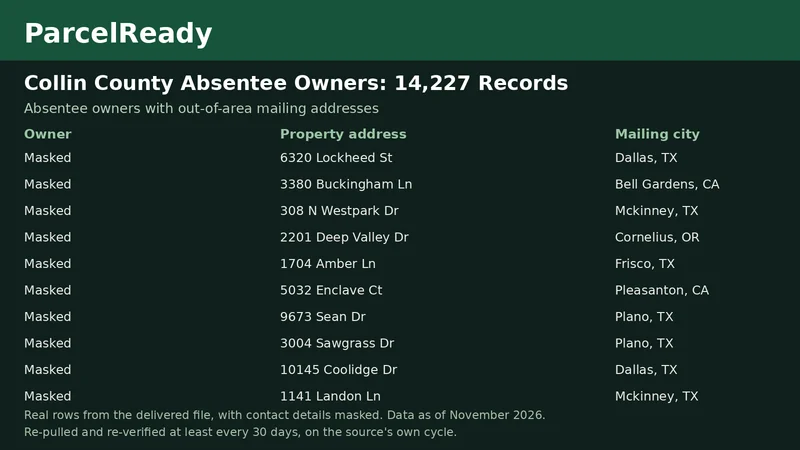 ParcelReady
Collin County Absentee Owners: 14,227 Records
Absentee owners with out-of-area mailing addresses
Owner Property address Mailing city
Masked 6320 Lockheed St Dallas, TX
Masked 3380 Buckingham Ln Bell Gardens, CA
Masked 308 N Westpark Dr Mckinney, TX
Masked 2201 Deep Valley Dr Cornelius, OR
Masked 1704 Amber Ln Frisco, TX
Masked 5032 Enclave Ct Pleasanton, CA
Masked 9673 Sean Dr Plano, TX
Masked 3004 Sawgrass Dr Plano, TX
Masked 10145 Coolidge Dr Dallas, TX
Masked 1141 Landon Ln Mckinney, TX
Real rows from the delivered file, with contact details masked. Data as of November 2026.
Re-pulled and re-verified at least every 30 days, on the source's own cycle.